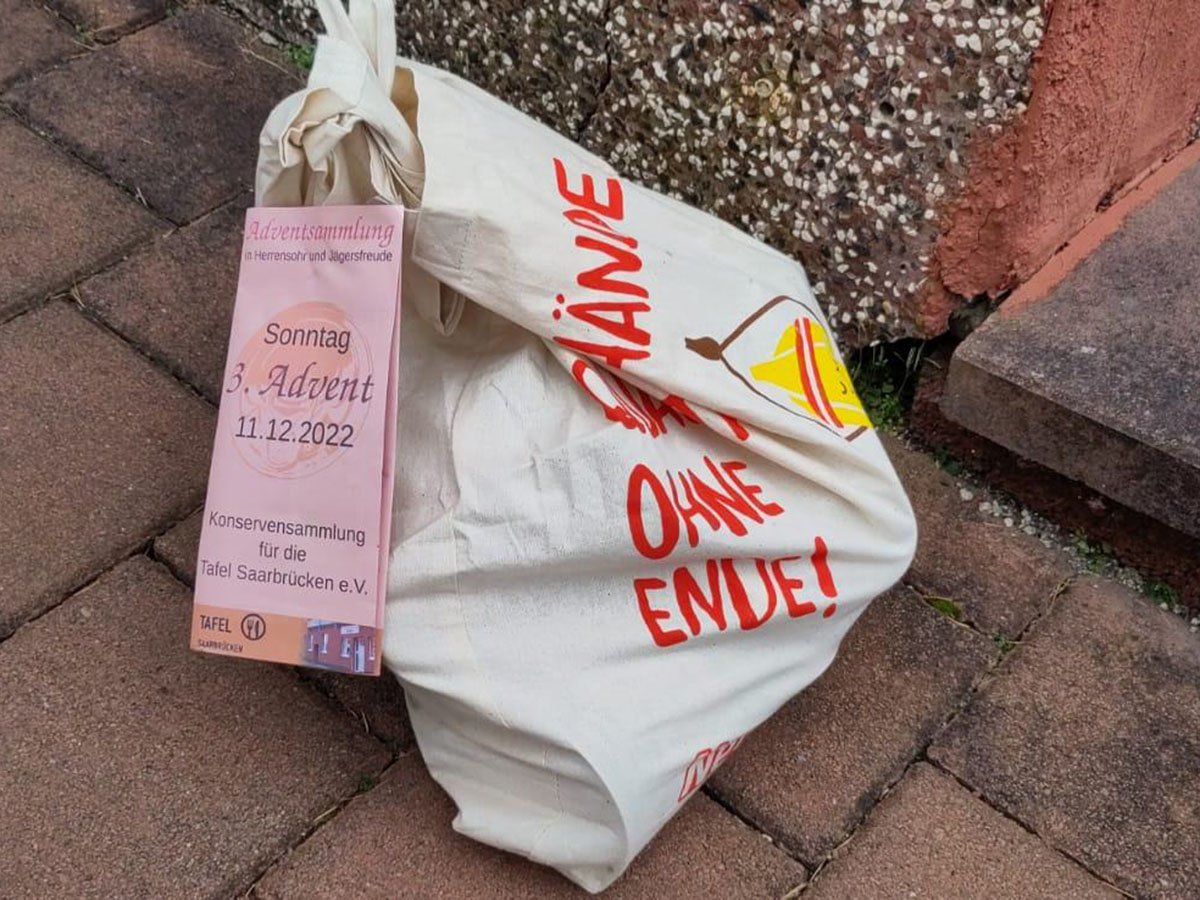 Adventsammlung
in Herrensohr und Jägersfreude
Sonntag
3. Advent
11.12.2022
Konservensammlung
für die
Tafel Saarbrücken e.V.
TAFEL
SAARBRÜCKEN
OHNE
ENDE!